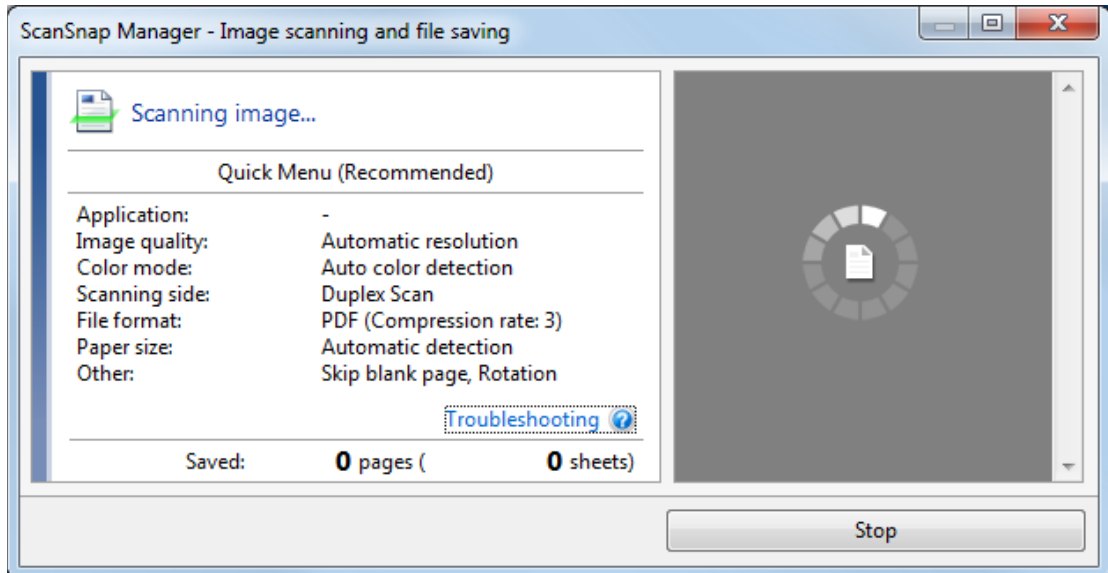 ScanSnap Manager - Image scanning and file saving
Scanning image...
Quick Menu (Recommended)
Application: -
Image quality: Automatic resolution
Color mode: Auto color detection
Scanning side: Duplex Scan
File format: PDF (Compression rate: 3)
Paper size: Automatic detection
Other: Skip blank page, Rotation
Troubleshooting ?
Saved: 0 pages ( 0 sheets)
Stop